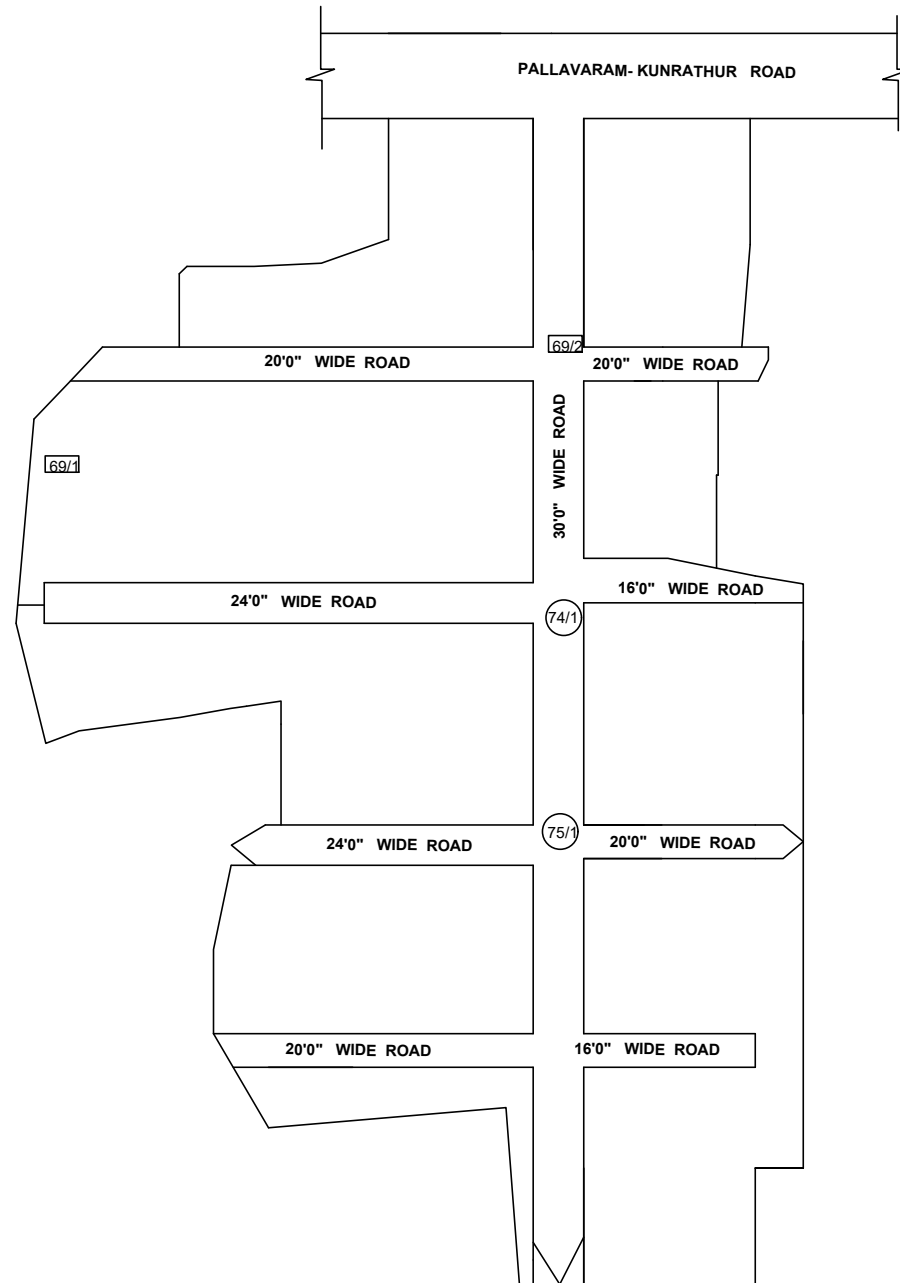 PALLAVARAM- KUNRATHUR ROAD
69/2
20'0" WIDE ROAD
20'0" WIDE ROAD
30'0" WIDE ROAD
69/1
16'0" WIDE ROAD
24'0" WIDE ROAD
74/1
75/1
24'0" WIDE ROAD
20'0" WIDE ROAD
20'0" WIDE ROAD
16'0" WIDE ROAD